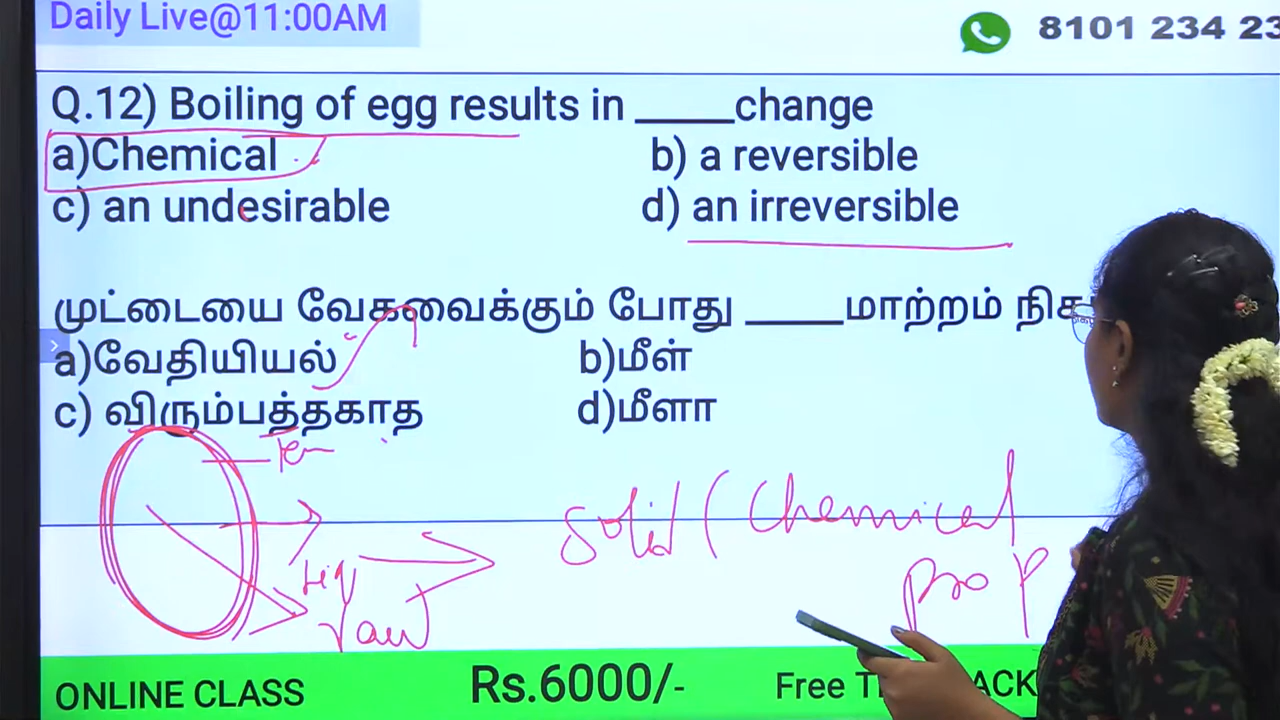 Daily Live@11:00AM
8101 234 23
Q.12) Boiling of egg results in _____change
a)Chemical
b) a reversible
c) an undesirable
d) an irreversible
முட்டையை வேகவைக்கும் போது _____மாற்றம்
a)வேதியியல்
b)மீள்
c) விரும்பத்தகாத
d)மீளா
solid (chemical
prop
liq
raw
ONLINE CLASS
Rs.6000/-
Free